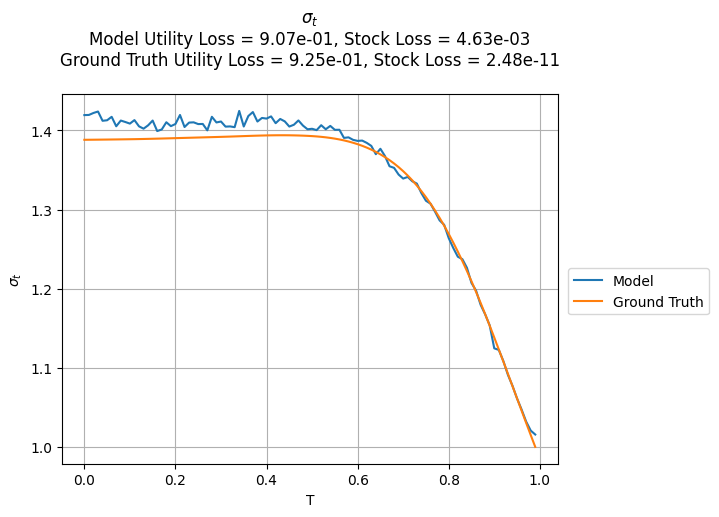 σt
Model Utility Loss = 9.07e-01, Stock Loss = 4.63e-03
Ground Truth Utility Loss = 9.25e-01, Stock Loss = 2.48e-11
1.4
1.3
1.2
1.1
1.0
σt
0.0 0.2 0.4 0.6 0.8 1.0
T
Model
Ground Truth